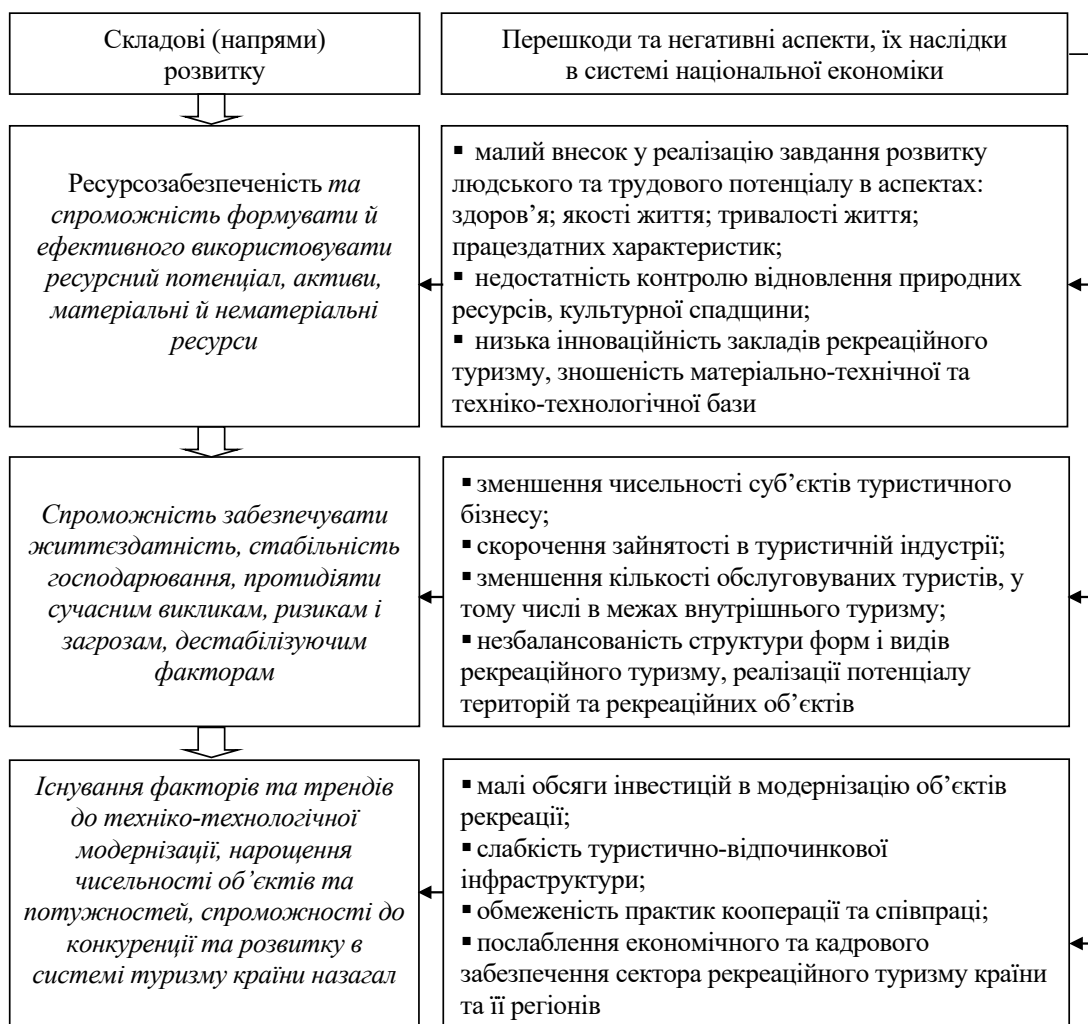 Складові (напрями)
розвитку
Перешкоди та негативні аспекти, їх наслідки
в системі національної економіки
Ресурсозабезпеченість та
спроможність формувати й
ефективного використовувати
ресурсний потенціал, активи,
матеріальні й нематеріальні
ресурси
▪ малий внесок у реалізацію завдання розвитку
людського та трудового потенціалу в аспектах:
здоров’я; якості життя; тривалості життя;
працездатних характеристик;
▪ недостатність контролю відновлення природних
ресурсів, культурної спадщини;
▪ низька інноваційність закладів рекреаційного
туризму, зношеність матеріально-технічної та
техніко-технологічної бази
Спроможність забезпечувати
життєздатність, стабільність
господарювання, протидіяти
сучасним викликам, ризикам і
загрозам, дестабілізуючим
факторам
▪ зменшення чисельності суб’єктів туристичного
бізнесу;
▪ скорочення зайнятості в туристичній індустрії;
▪ зменшення кількості обслуговуваних туристів, у
тому числі в межах внутрішнього туризму;
▪ незбалансованість структури форм і видів
рекреаційного туризму, реалізації потенціалу
територій та рекреаційних об’єктів
Існування факторів та трендів
до техніко-технологічної
модернізації, нарощення
чисельності об’єктів та
потужностей, спроможності до
конкуренції та розвитку в
системі туризму країни назагал
▪ малі обсяги інвестицій в модернізацію об’єктів
рекреації;
▪ слабкість туристично-відпочинкової
інфраструктури;
▪ обмеженість практик кооперації та співпраці;
▪ послаблення економічного та кадрового
забезпечення сектора рекреаційного туризму країни
та її регіонів